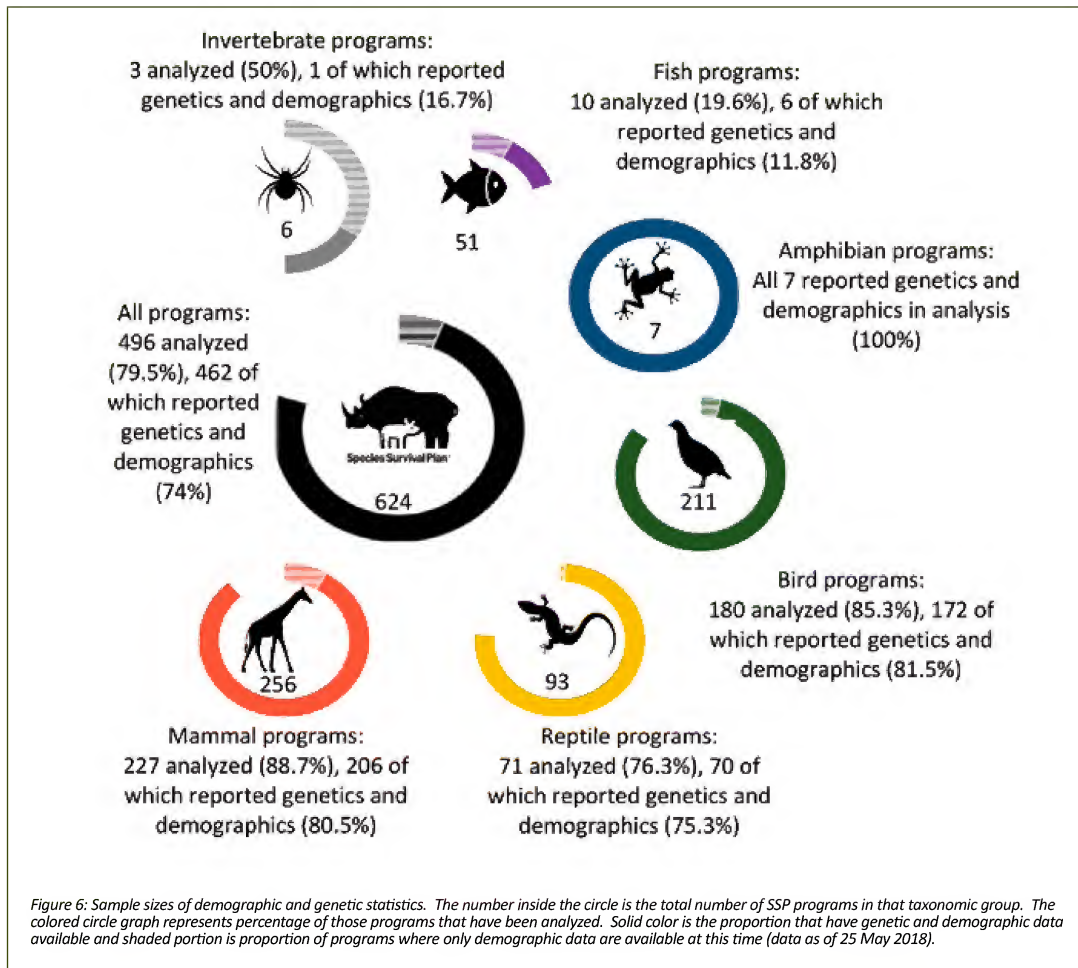 Invertebrate programs:
3 analyzed (50%), 1 of which reported
genetics and demographics (16.7%)
6
Fish programs:
10 analyzed (19.6%), 6 of which
reported genetics and
demographics (11.8%)
51
Amphibian programs:
All 7 reported genetics and
demographics in analysis
(100%)
7
All programs:
496 analyzed
(79.5%), 462 of
which reported
genetics and
demographics
(74%)
Species Survival Plan
624
211
Bird programs:
180 analyzed (85.3%), 172 of
which reported genetics and
demographics (81.5%)
256
Mammal programs:
227 analyzed (88.7%), 206 of
which reported genetics and
demographics (80.5%)
93
Reptile programs:
71 analyzed (76.3%), 70 of
which reported genetics and
demographics (75.3%)
Figure 6: Sample sizes of demographic and genetic statistics. The number inside the circle is the total number of SSP programs in that taxonomic group. The
colored circle graph represents percentage of those programs that have been analyzed. Solid color is the proportion that have genetic and demographic data
available and shaded portion is proportion of programs where only demographic data are available at this time (data as of 25 May 2018).